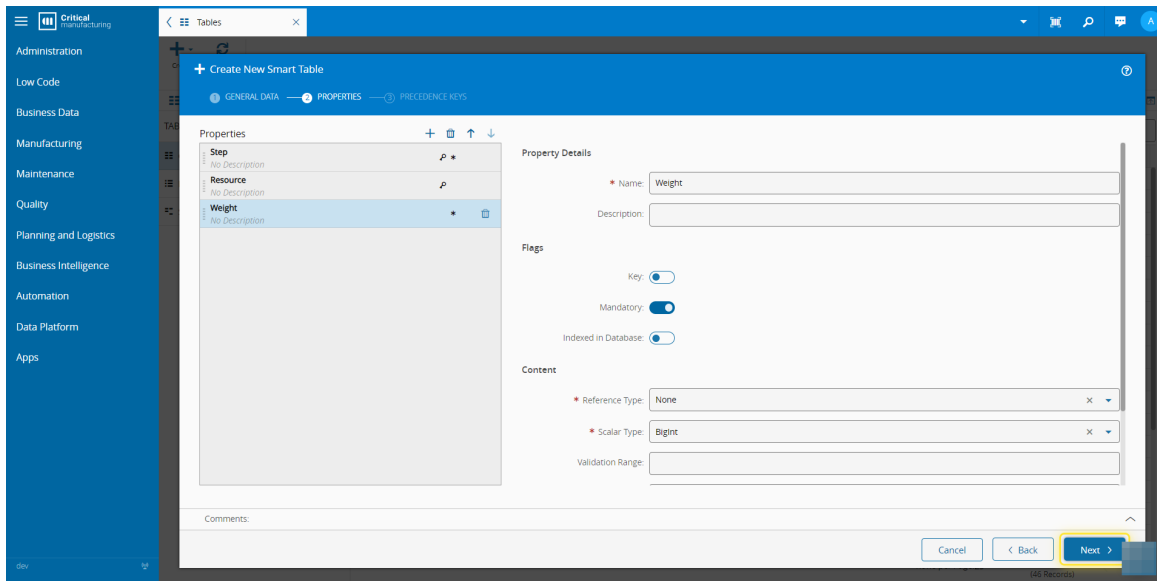 Critical
manufacturing
Tables
A
Administration
Low Code
Business Data
Manufacturing
Maintenance
Quality
Planning and Logistics
Business Intelligence
Automation
Data Platform
Apps
dev
Create New Smart Table
1 GENERAL DATA 2 PROPERTIES 3 PRECEDENCE KEYS
Properties
Step
No Description
Resource
No Description
Weight
No Description
Property Details
* Name: Weight
Description:
Flags
Key:
Mandatory:
Indexed in Database:
Content
* Reference Type: None
* Scalar Type: BigInt
Validation Range:
Comments:
Cancel
Back
Next
(46 Records)